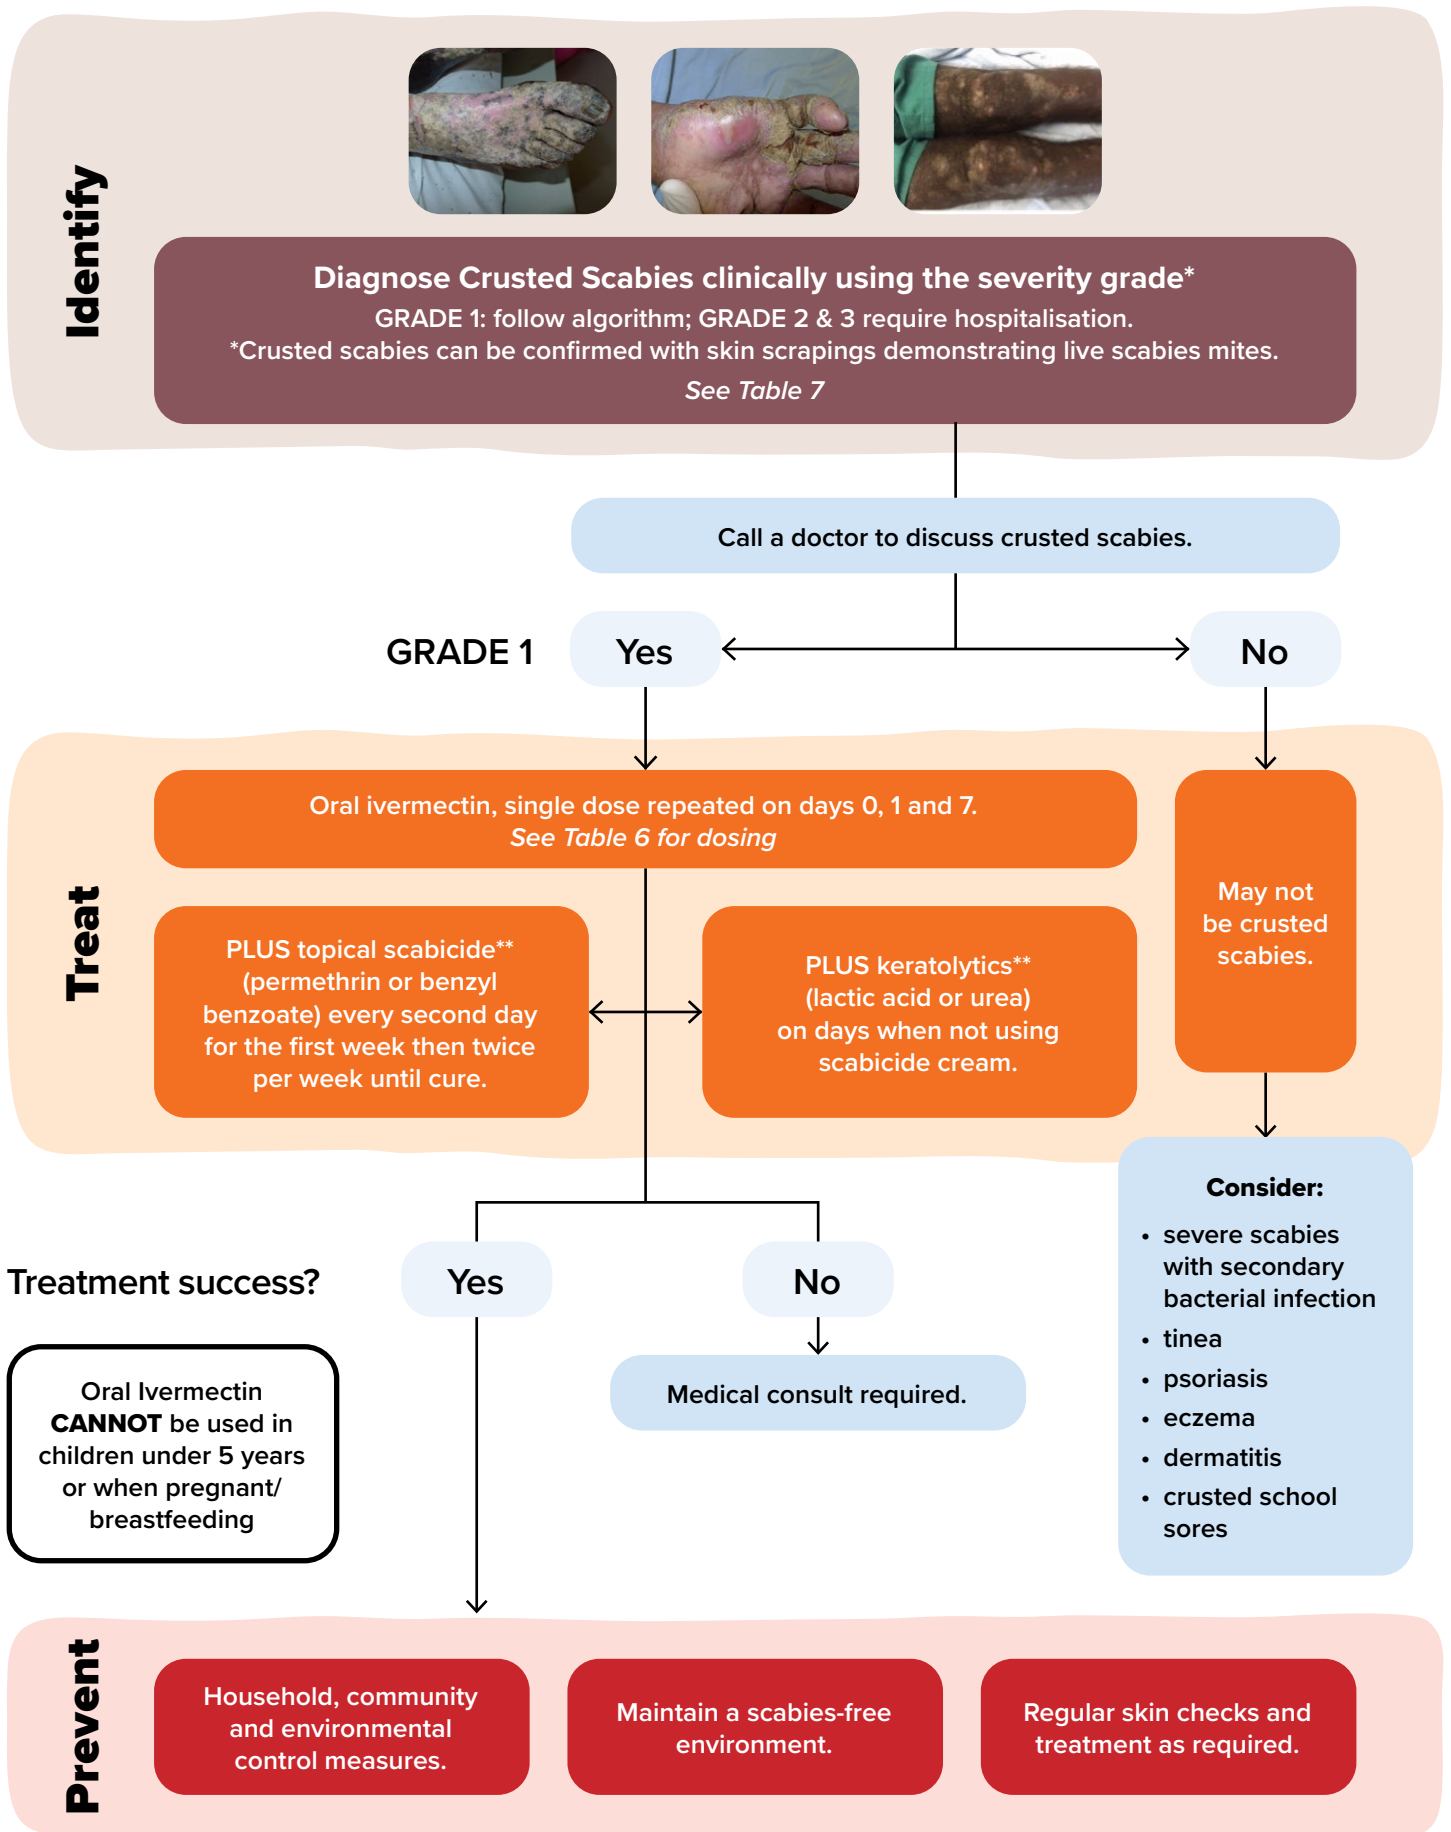 Identify
Diagnose Crusted Scabies clinically using the severity grade*
GRADE 1: follow algorithm; GRADE 2 & 3 require hospitalisation.
*Crusted scabies can be confirmed with skin scrapings demonstrating live scabies mites.
See Table 7
Call a doctor to discuss crusted scabies.
GRADE 1
Yes
No
Treat
Oral ivermectin, single dose repeated on days 0, 1 and 7.
See Table 6 for dosing
PLUS topical scabicide**
(permethrin or benzyl
benzoate) every second day
for the first week then twice
per week until cure.
PLUS keratolytics**
(lactic acid or urea)
on days when not using
scabicide cream.
May not
be crusted
scabies.
Consider:
• severe scabies
with secondary
bacterial infection
• tinea
• psoriasis
• eczema
• dermatitis
• crusted school
sores
Treatment success?
Yes
No
Medical consult required.
Oral Ivermectin
CANNOT be used in
children under 5 years
or when pregnant/
breastfeeding
Prevent
Household, community
and environmental
control measures.
Maintain a scabies-free
environment.
Regular skin checks and
treatment as required.